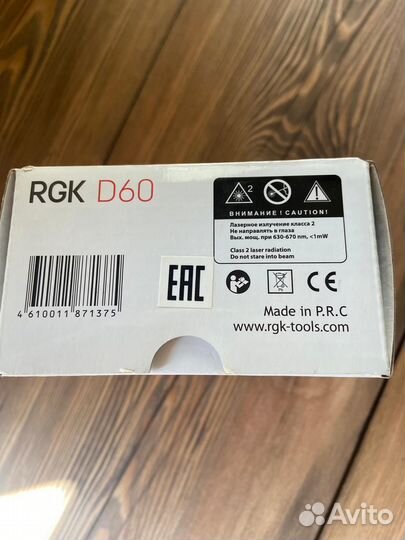 RGK D60
2
ВНИМАНИЕ ! CAUTION!
Лазерное излучение класса 2
Не направлять в глаза
Вых. мощ. при 630-670 nm, <1mW
Class 2 laser radiation
Do not stare into beam
EAC
CE
4 610011 871375
Made in P.R.C
www.rgk-tools.com
Avito